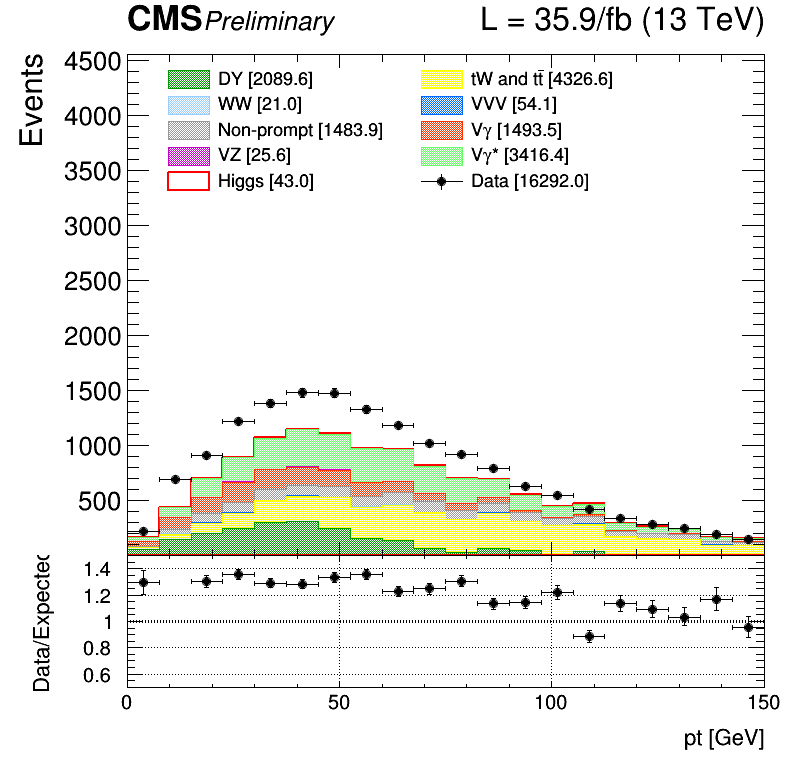 CMS Preliminary L = 35.9/fb (13 TeV)
Events
4500
4000
3500
3000
2500
2000
1500
1000
500
DY [2089.6]
WW [21.0]
Non-prompt [1483.9]
VZ [25.6]
Higgs [43.0]
tW and tt̄ [4326.6]
VVV [54.1]
Vγ [1493.5]
Vγ* [3416.4]
Data [16292.0]
Data/Expected
1.4
1.2
1
0.8
0.6
0 50 100 150
pt [GeV]